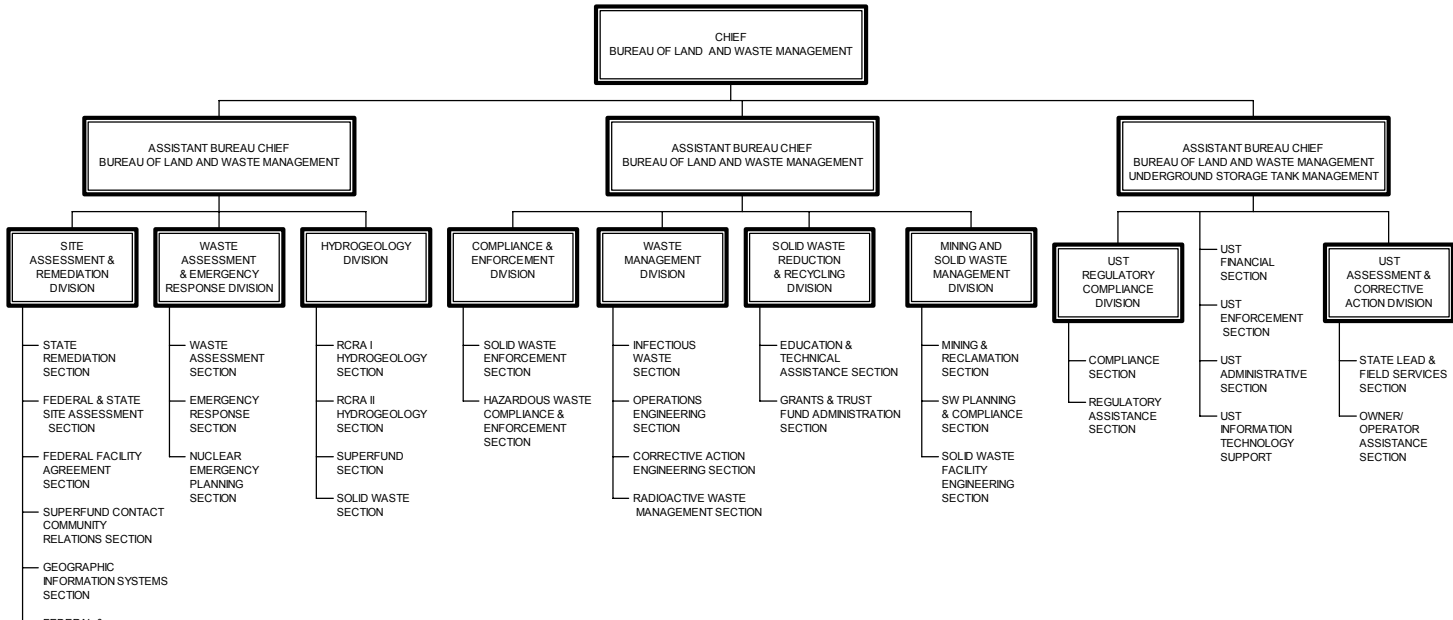 CHIEF
BUREAU OF LAND AND WASTE MANAGEMENT
ASSISTANT BUREAU CHIEF
BUREAU OF LAND AND WASTE MANAGEMENT
ASSISTANT BUREAU CHIEF
BUREAU OF LAND AND WASTE MANAGEMENT
ASSISTANT BUREAU CHIEF
BUREAU OF LAND AND WASTE MANAGEMENT
UNDERGROUND STORAGE TANK MANAGEMENT
SITE
ASSESSMENT &
REMEDIATION
DIVISION
STATE
REMEDIATION
SECTION
FEDERAL & STATE
SITE ASSESSMENT
SECTION
FEDERAL FACILITY
AGREEMENT
SECTION
SUPERFUND CONTACT
COMMUNITY
RELATIONS SECTION
GEOGRAPHIC
INFORMATION SYSTEMS
SECTION
WASTE
ASSESSMENT
& EMERGENCY
RESPONSE DIVISION
WASTE
ASSESSMENT
SECTION
EMERGENCY
RESPONSE
SECTION
NUCLEAR
EMERGENCY
PLANNING
SECTION
HYDROGEOLOGY
DIVISION
RCRA I
HYDROGEOLOGY
SECTION
RCRA II
HYDROGEOLOGY
SECTION
SUPERFUND
SECTION
SOLID WASTE
SECTION
COMPLIANCE &
ENFORCEMENT
DIVISION
SOLID WASTE
ENFORCEMENT
SECTION
HAZARDOUS WASTE
COMPLIANCE &
ENFORCEMENT
SECTION
WASTE
MANAGEMENT
DIVISION
INFECTIOUS
WASTE
SECTION
OPERATIONS
ENGINEERING
SECTION
CORRECTIVE ACTION
ENGINEERING SECTION
RADIOACTIVE WASTE
MANAGEMENT SECTION
SOLID WASTE
REDUCTION
& RECYCLING
DIVISION
EDUCATION &
TECHNICAL
ASSISTANCE SECTION
GRANTS & TRUST
FUND ADMINISTRATION
SECTION
MINING AND
SOLID WASTE
MANAGEMENT
DIVISION
MINING &
RECLAMATION
SECTION
SW PLANNING
& COMPLIANCE
SECTION
SOLID WASTE
FACILITY
ENGINEERING
SECTION
UST
REGULATORY
COMPLIANCE
DIVISION
COMPLIANCE
SECTION
REGULATORY
ASSISTANCE
SECTION
UST
FINANCIAL
SECTION
UST
ENFORCEMENT
SECTION
UST
ADMINISTRATIVE
SECTION
UST
INFORMATION
TECHNOLOGY
SUPPORT
UST
ASSESSMENT &
CORRECTIVE
ACTION DIVISION
STATE LEAD &
FIELD SERVICES
SECTION
OWNER/
OPERATOR
ASSISTANCE
SECTION